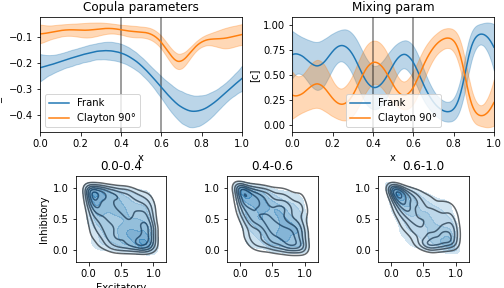 Copula parameters
Mixing param
−0.1
−0.2
−0.3
−0.4
Frank
Clayton 90°
0.0 0.2 0.4 0.6 0.8 1.0
x
[c]
1.00
0.75
0.50
0.25
0.00
Frank
Clayton 90°
0.0 0.2 0.4 0.6 0.8 1.0
x
0.0-0.4
0.4-0.6
0.6-1.0
Inhibitory
1.0
0.5
0.0
0.0 0.5 1.0
Excitatory
1.0
0.5
0.0
0.0 0.5 1.0
1.0
0.5
0.0
0.0 0.5 1.0